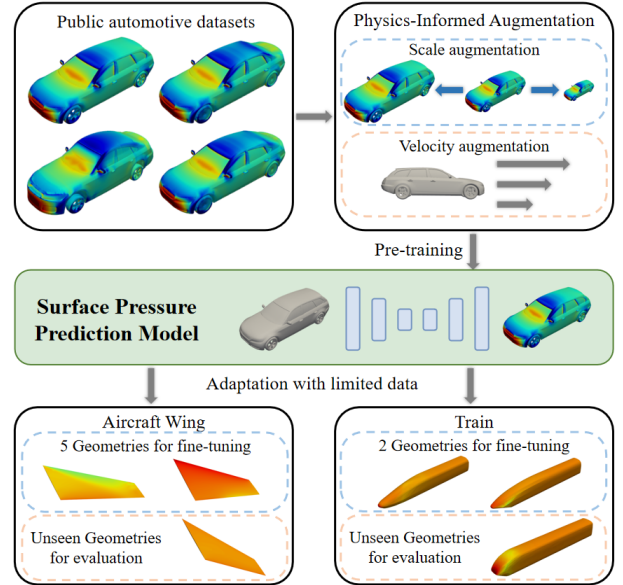 Public automotive datasets
Physics-Informed Augmentation
Scale augmentation
Velocity augmentation
Pre-training
Surface Pressure
Prediction Model
Adaptation with limited data
Aircraft Wing
5 Geometries for fine-tuning
Unseen Geometries
for evaluation
Train
2 Geometries for fine-tuning
Unseen Geometries
for evaluation